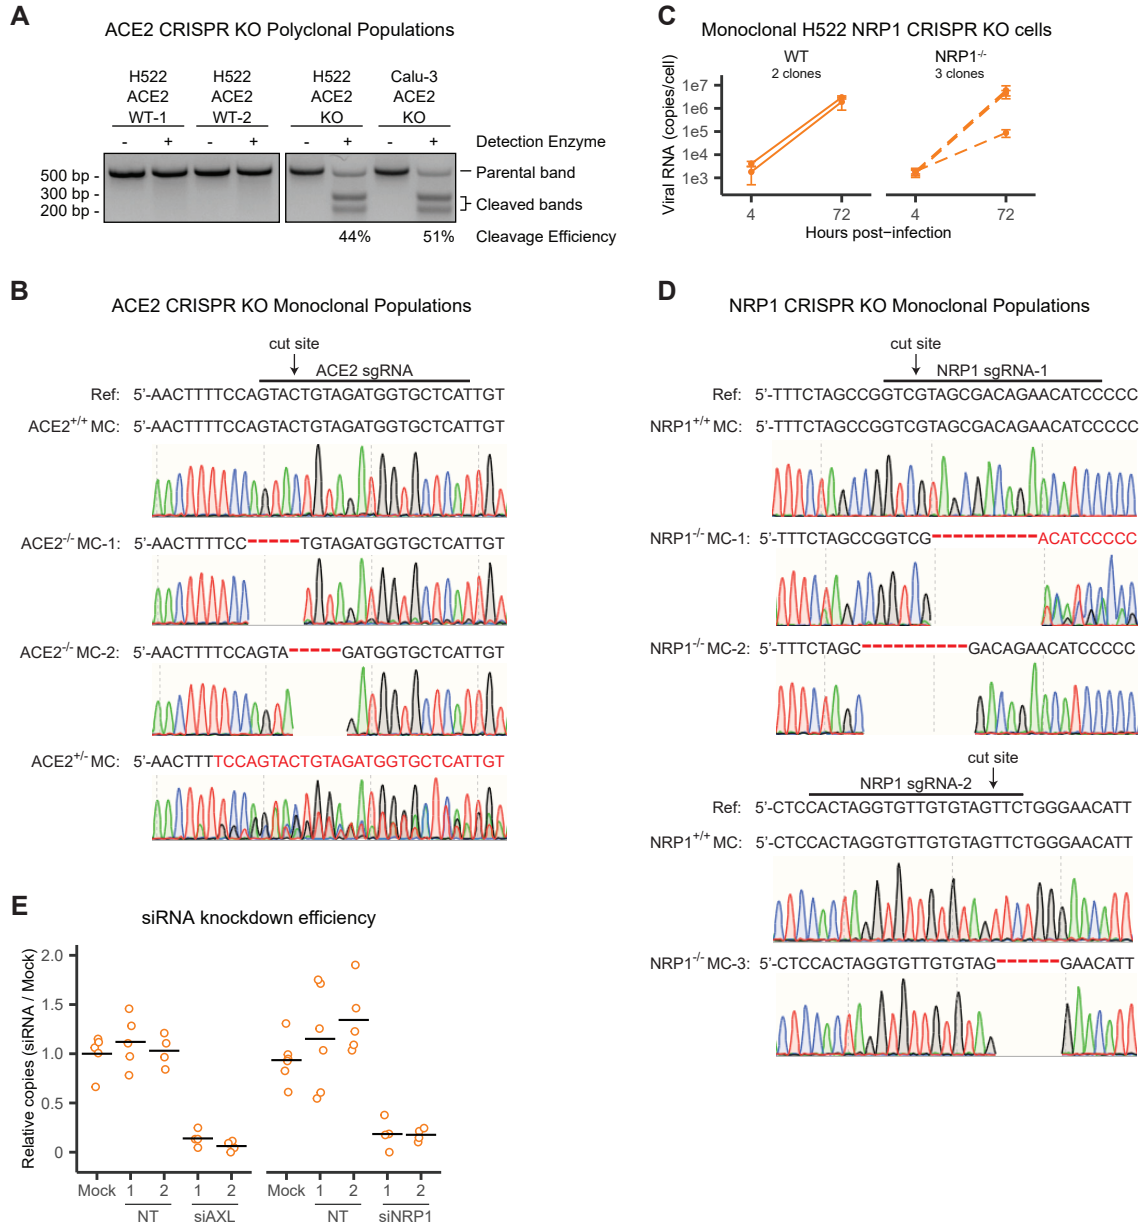 A
ACE2 CRISPR KO Polyclonal Populations
H522 ACE2 WT-1
H522 ACE2 WT-2
H522 ACE2 KO
Calu-3 ACE2 KO
- + - + - + - + Detection Enzyme
500 bp -
300 bp -
200 bp -
Parental band
Cleaved bands
44% 51% Cleavage Efficiency
B
ACE2 CRISPR KO Monoclonal Populations
cut site
ACE2 sgRNA
Ref: 5'-AACTTTTCCAGTACTGTAGATGGTGCTCATTGT
ACE2+/+ MC: 5'-AACTTTTCCAGTACTGTAGATGGTGCTCATTGT
ACE2-/- MC-1: 5'-AACTTTTCC-----TGTAGATGGTGCTCATTGT
ACE2-/- MC-2: 5'-AACTTTTCCAGTA-----GATGGTGCTCATTGT
ACE2+/- MC: 5'-AACTTTTCCAGTACTGTAGATGGTGCTCATTGT
C
Monoclonal H522 NRP1 CRISPR KO cells
WT
2 clones
NRP1-/-
3 clones
Viral RNA (copies/cell)
1e7
1e6
1e5
1e4
1e3
4 72 4 72
Hours post-infection
D
NRP1 CRISPR KO Monoclonal Populations
cut site
NRP1 sgRNA-1
Ref: 5'-TTTCTAGCCGGTCGTAGCGACAGAACATCCCCC
NRP1+/+ MC: 5'-TTTCTAGCCGGTCGTAGCGACAGAACATCCCCC
NRP1-/- MC-1: 5'-TTTCTAGCCGGTCG----------ACATCCCCC
NRP1-/- MC-2: 5'-TTTCTAGC----------GACAGAACATCCCCC
cut site
NRP1 sgRNA-2
Ref: 5'-CTCCACTAGGTGTTGTGTAGTTCTGGGAACATT
NRP1+/+ MC: 5'-CTCCACTAGGTGTTGTGTAGTTCTGGGAACATT
NRP1-/- MC-3: 5'-CTCCACTAGGTGTTGTGTAG------GAACATT
E
siRNA knockdown efficiency
Relative copies (siRNA / Mock)
2.0
1.5
1.0
0.5
0
Mock 1 2 1 2 Mock 1 2 1 2
NT siAXL NT siNRP1